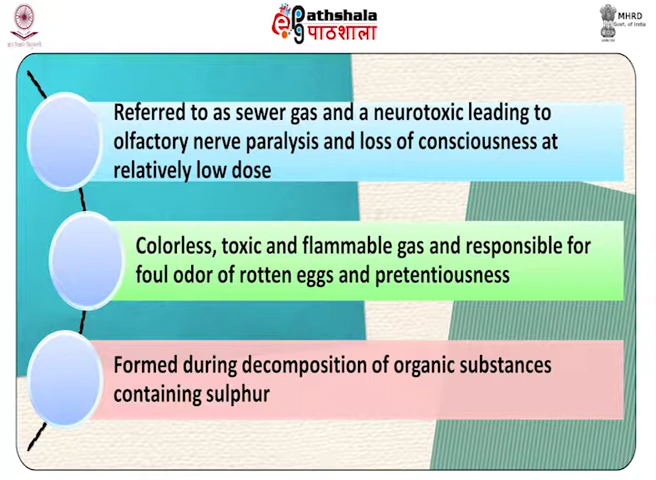 Pathshala
पाठशाला
MHRD
Govt. of India
Referred to as sewer gas and a neurotoxic leading to
olfactory nerve paralysis and loss of consciousness at
relatively low dose
Colorless, toxic and flammable gas and responsible for
foul odor of rotten eggs and pretentiousness
Formed during decomposition of organic substances
containing sulphur